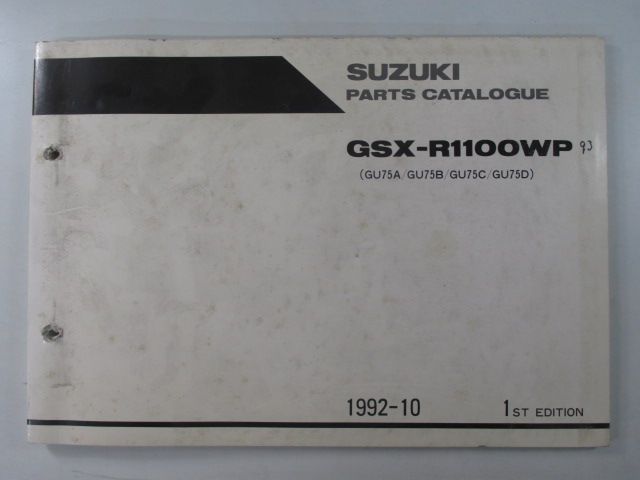 SUZUKI
PARTS CATALOGUE
GSX-R1100WP 93
(GU75A/GU75B/GU75C/GU75D)
1992-10 1ST EDITION